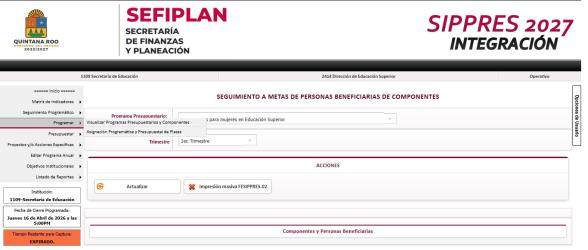 QUINTANA ROO
2022|2027
SEFIPLAN
SECRETARÍA
DE FINANZAS
Y PLANEACIÓN
SIPPRES 2027
INTEGRACIÓN
1109 Secretaría de Educación
2414 Dirección de Educación Superior
Operativo
====== Inicio ======
Matriz de Indicadores
Seguimiento Programático
Programar
Presupuestar
Proyectos y/o Acciones Específicas
Editar Programa Anual
Objetivos Institucionales
Listado de Reportes
Institución:
1109-Secretaría de Educación
Fecha de Cierre Programada:
Jueves 16 de Abril de 2026 a las
5:00PM
Tiempo Restante para Captura:
EXPIRADO.
SEGUIMIENTO A METAS DE PERSONAS BENEFICIARIAS DE COMPONENTES
Programa Presupuestario:
para mujeres en Educación Superior
Visualizar Programas Presupuestarios y Componentes
Asignación Programática y Presupuestal de Plazas
Trimestre
1er. Trimestre
ACCIONES
Actualizar
Impresión masiva FESIPPRES-02
Componentes y Personas Beneficiarias
Opciones de Usuario